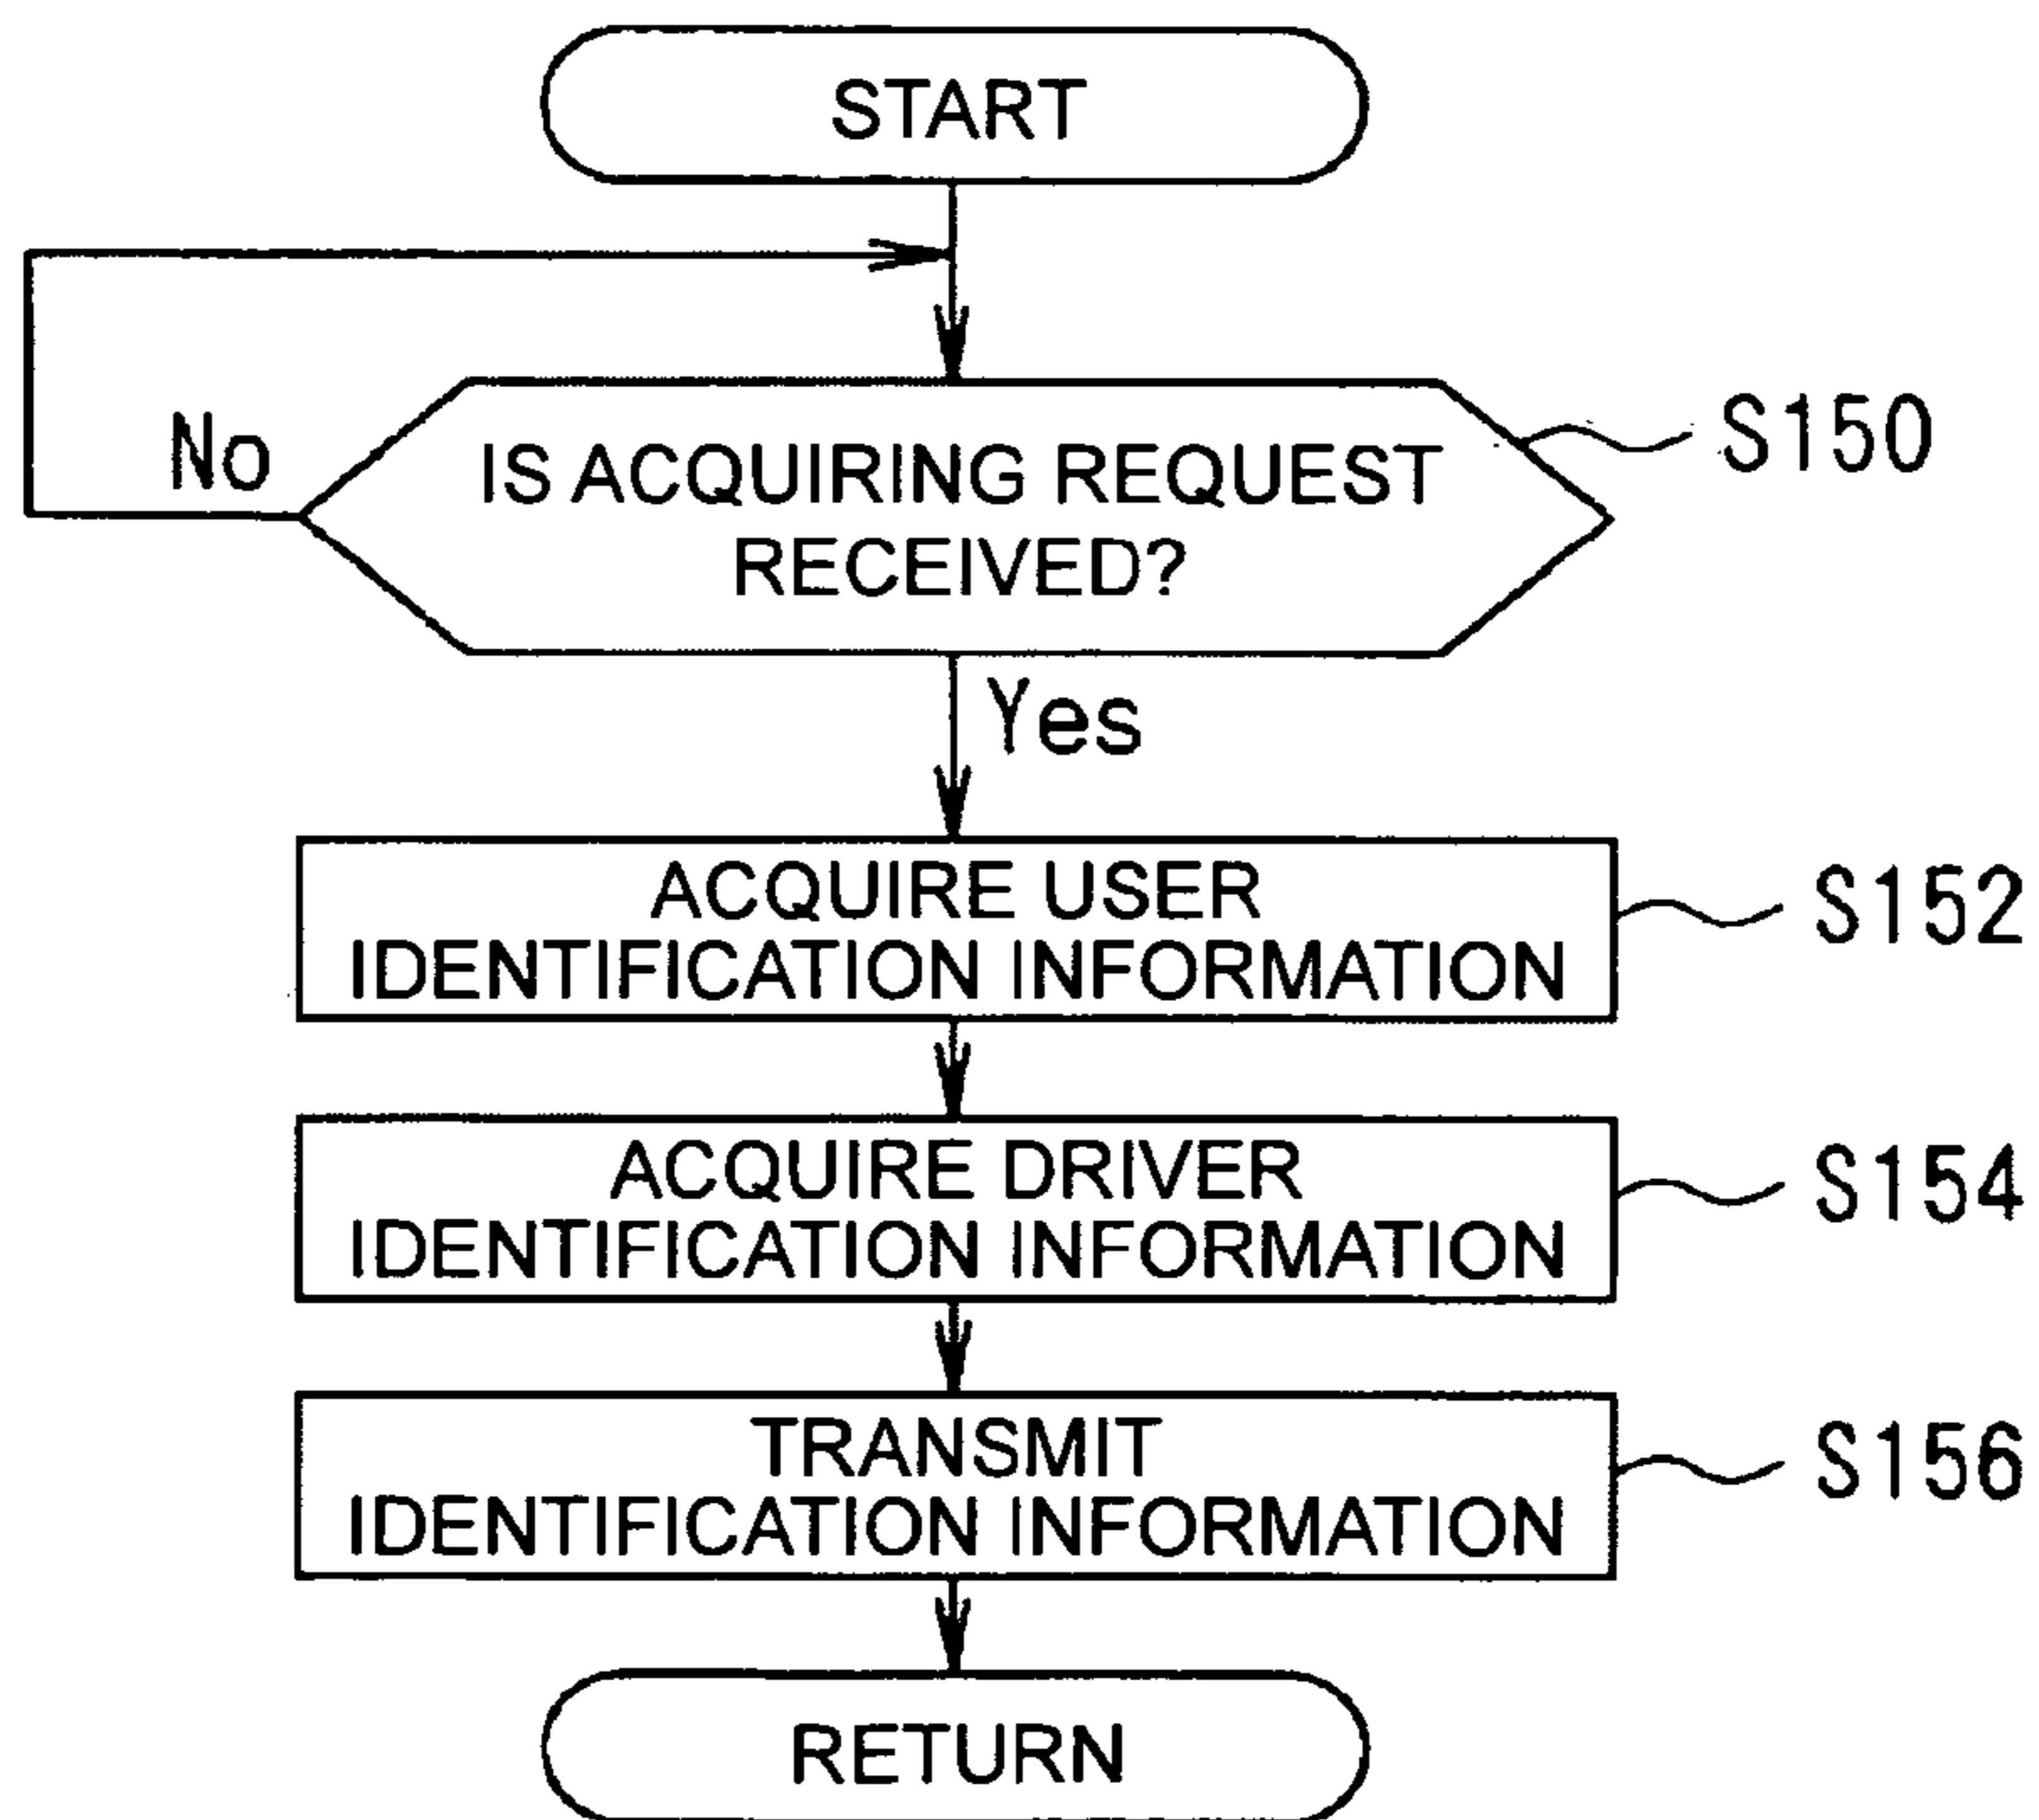 START
No
IS ACQUIRING REQUEST
RECEIVED?
S150
Yes
ACQUIRE USER
IDENTIFICATION INFORMATION
S152
ACQUIRE DRIVER
IDENTIFICATION INFORMATION
S154
TRANSMIT
IDENTIFICATION INFORMATION
S156
RETURN